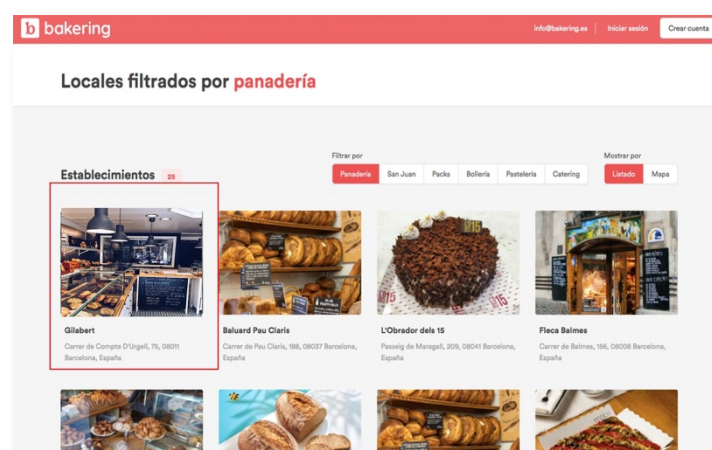 b bakering
info@bakering.es
Iniciar sesión
Crear cuenta
Locales filtrados por panadería
Filtrar por
Mostrar por
Establecimientos 25
Panadería
San Juan
Packs
Bollería
Pastelería
Catering
Listado
Mapa
Gilabert
Carrer de Compte D'Urgell, 75, 08011
Barcelona, España
Baluard Pau Claris
Carrer de Pau Claris, 188, 08037 Barcelona,
España
L'Obrador dels 15
Passeig de Maragall, 209, 08041 Barcelona,
España
Fleca Balmes
Carrer de Balmes, 156, 08008 Barcelona,
España